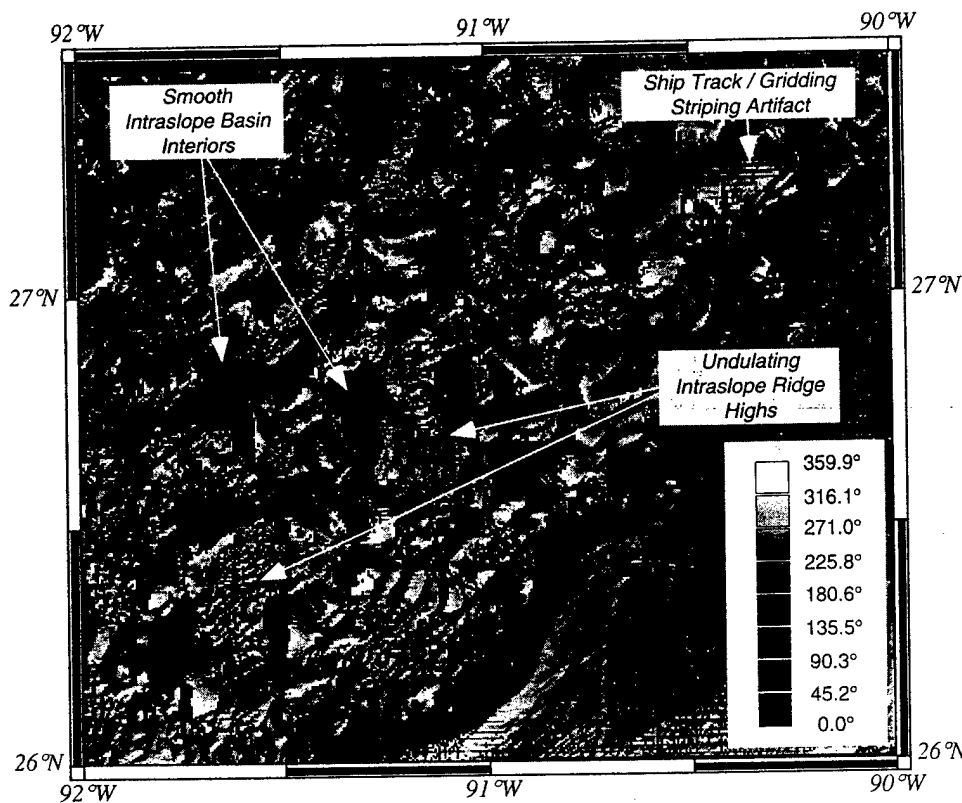 92°W
91°W
90°W
Smooth
Intraslope Basin
Interiors
Ship Track / Gridding
Striping Artifact
27°N
27°N
Undulating
Intraslope Ridge
Highs
359.9°
316.1°
271.0°
225.8°
180.6°
135.5°
90.3°
45.2°
0.0°
26°N
26°N
92°W
91°W
90°W